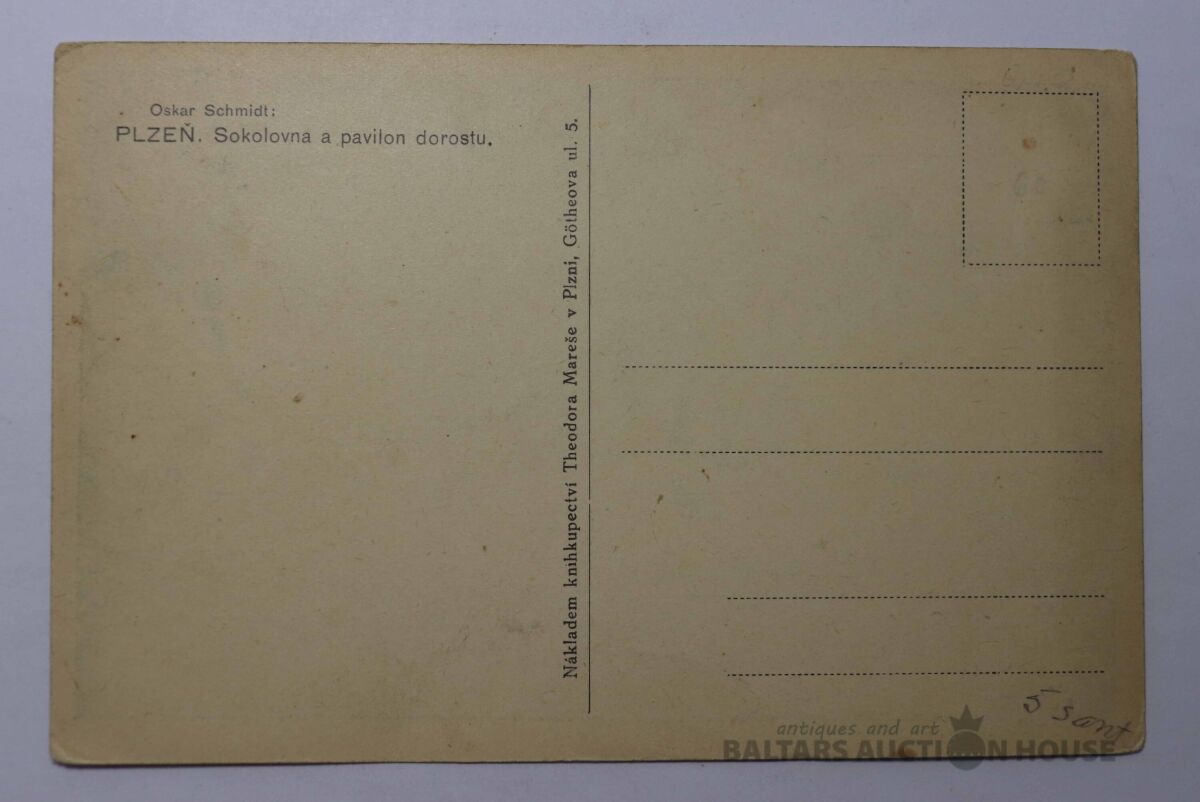 Oskar Schmidt:
PLZEŇ. Sokolovna a pavilon dorostu.
Nákladem knihkupectví Theodora Mareše v Plzni, Götheova ul. 5.
5 sant
antiques and art
BALTARS AUCTION HOUSE